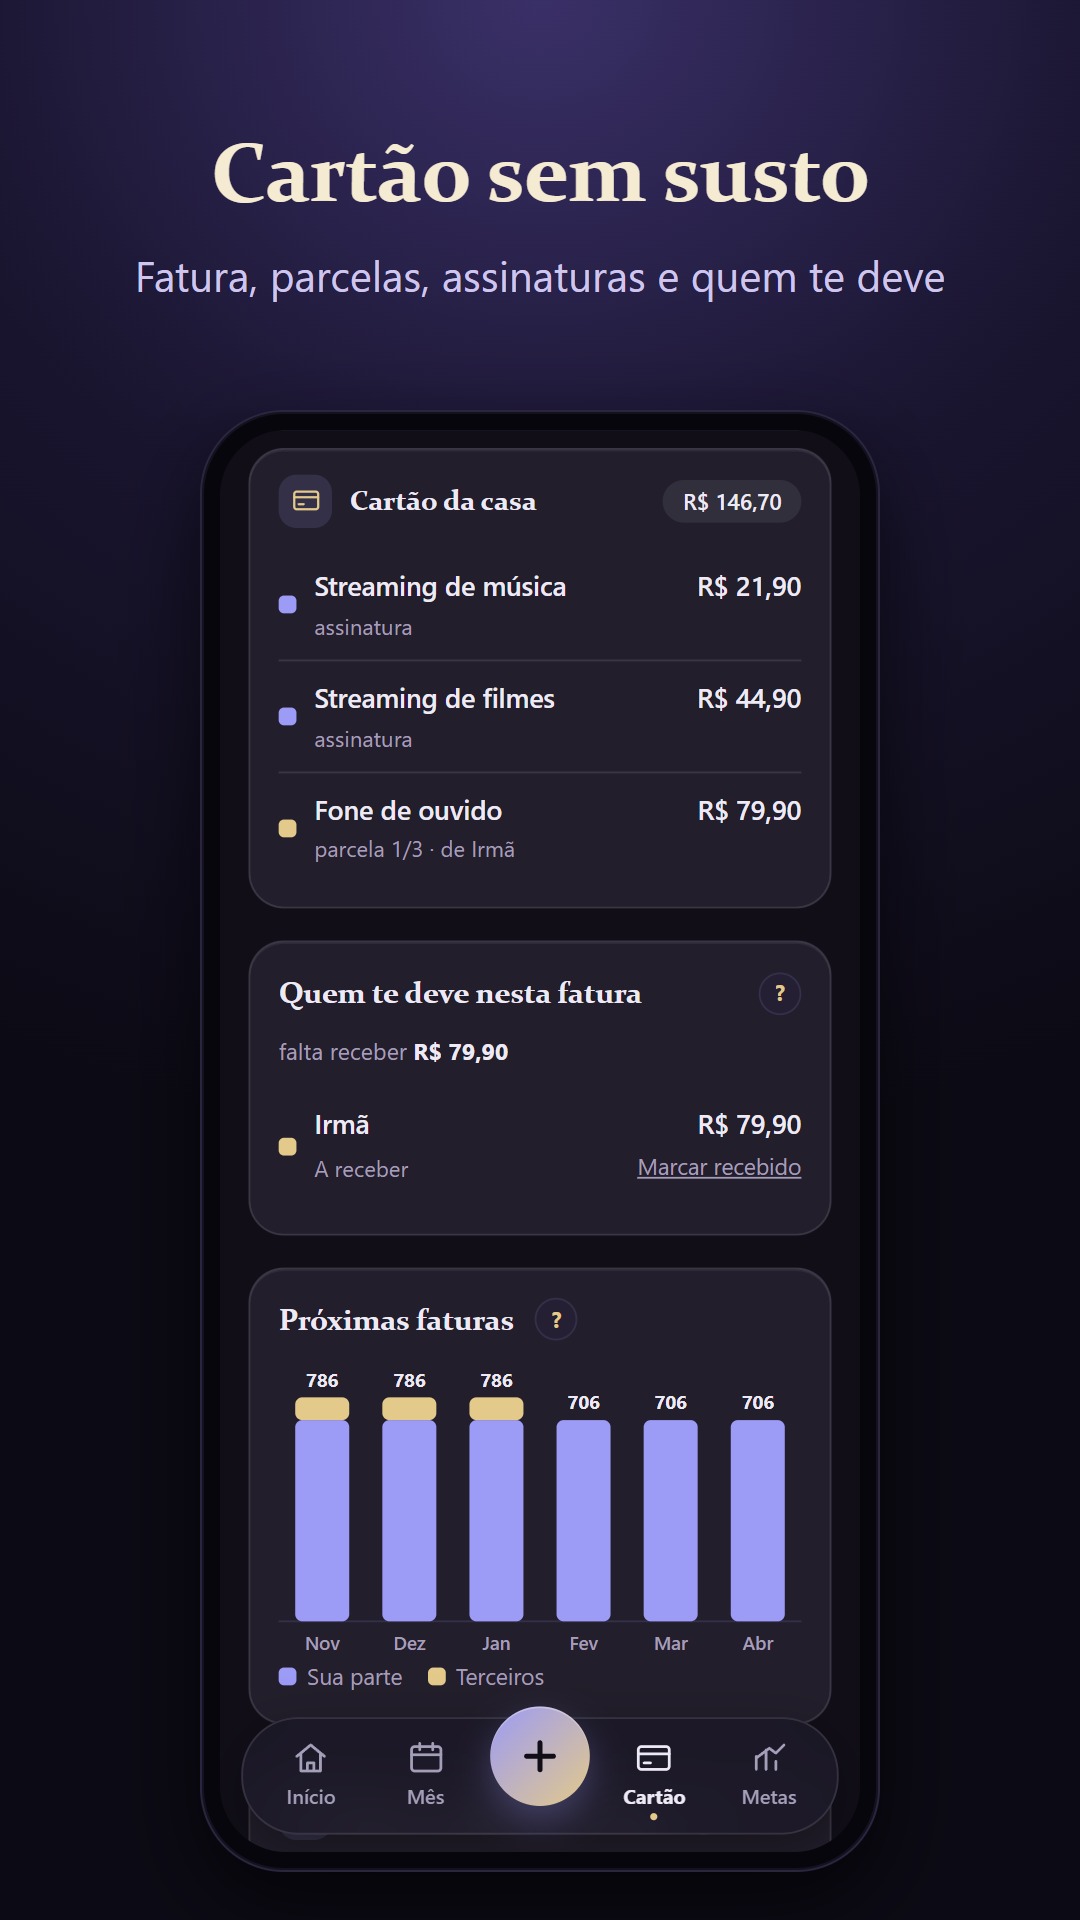 Cartão sem susto
Fatura, parcelas, assinaturas e quem te deve
Cartão da casa R$ 146,70
Streaming de música R$ 21,90
assinatura
Streaming de filmes R$ 44,90
assinatura
Fone de ouvido R$ 79,90
parcela 1/3 · de Irmã
Quem te deve nesta fatura ?
falta receber R$ 79,90
Irmã R$ 79,90
A receber Marcar recebido
Próximas faturas ?
786 786 786 706 706 706
Nov Dez Jan Fev Mar Abr
Sua parte Terceiros
Início Mês + Cartão Metas